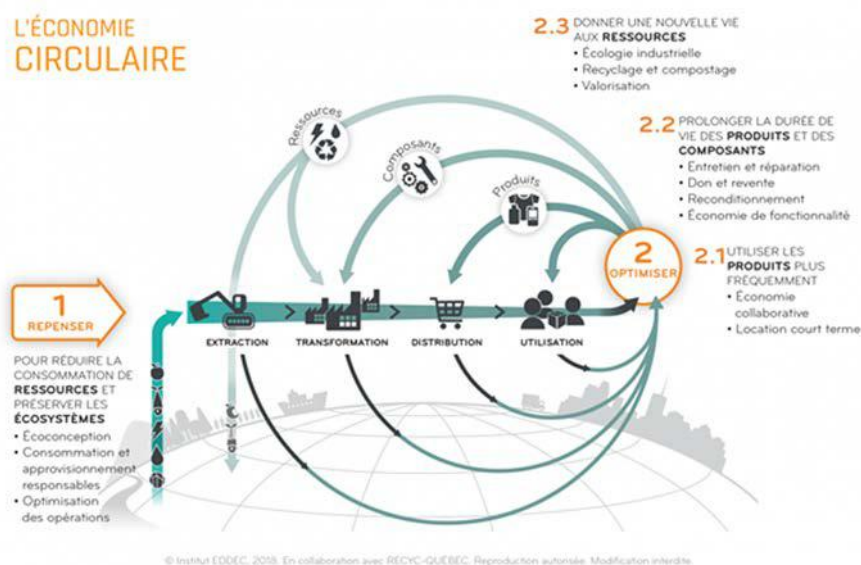 L'ÉCONOMIE
CIRCULAIRE
2.3 DONNER UNE NOUVELLE VIE
AUX RESSOURCES
• Écologie industrielle
• Recyclage et compostage
• Valorisation
2.2 PROLONGER LA DURÉE DE
VIE DES PRODUITS ET DES
COMPOSANTS
• Entretien et réparation
• Don et revente
• Reconditionnement
• Économie de fonctionnalité
2.1 UTILISER LES
PRODUITS PLUS
FRÉQUEMMENT
• Économie
collaborative
• Location court terme
Ressources
Composants
Produits
2
OPTIMISER
1
REPENSER
EXTRACTION
TRANSFORMATION
DISTRIBUTION
UTILISATION
POUR RÉDUIRE LA
CONSOMMATION DE
RESSOURCES ET
PRÉSERVER LES
ÉCOSYSTÈMES
• Écoconception
• Consommation et
approvisionnement
responsables
• Optimisation
des opérations
© Institut EDDEC, 2018. En collaboration avec RECYC-QUÉBEC. Reproduction autorisée. Modification interdite.